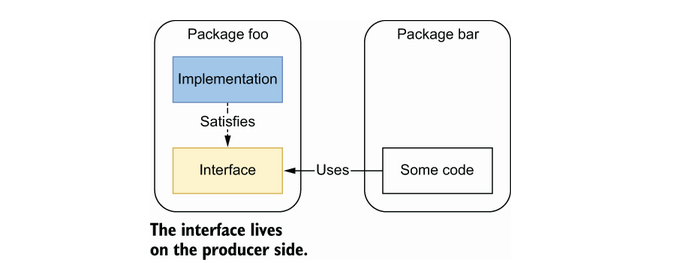 Package foo
Package bar
Implementation
Satisfies
Interface
Uses
Some code
The interface lives
on the producer side.